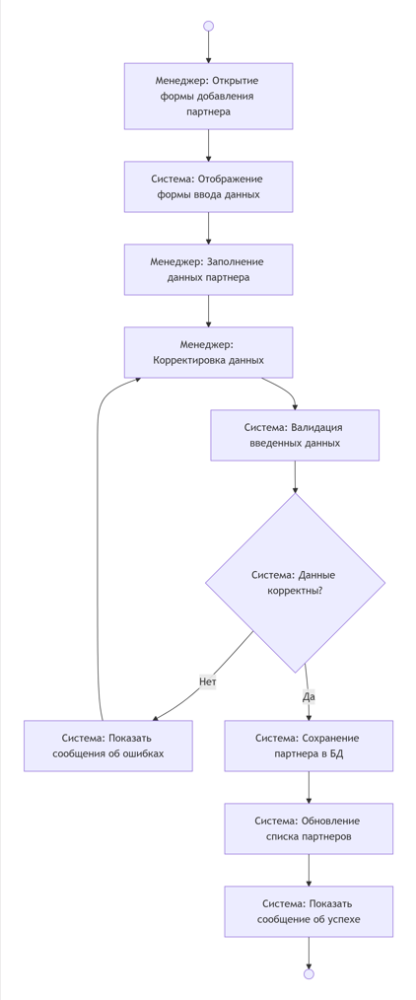 Менеджер: Открытие
формы добавления
партнера
Система: Отображение
формы ввода данных
Менеджер: Заполнение
данных партнера
Менеджер:
Корректировка данных
Система: Валидация
введенных данных
Система: Данные
корректны?
Нет
Да
Система: Показать
сообщения об ошибках
Система: Сохранение
партнера в БД
Система: Обновление
списка партнеров
Система: Показать
сообщение об успехе